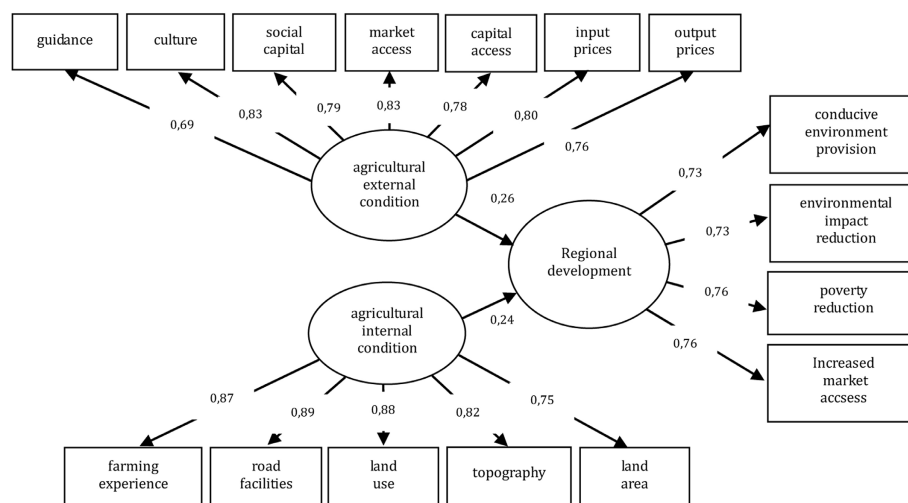 guidance
culture
social
capital
market
access
capital
access
input
prices
output
prices
0,69
0,83
0,79
0,83
0,78
0,80
0,76
agricultural
external
condition
0,26
Regional
development
0,73
conducive
environment
provision
0,73
environmental
impact
reduction
0,76
poverty
reduction
0,76
Increased
market
accsess
agricultural
internal
condition
0,24
0,87
0,89
0,88
0,82
0,75
farming
experience
road
facilities
land
use
topography
land
area